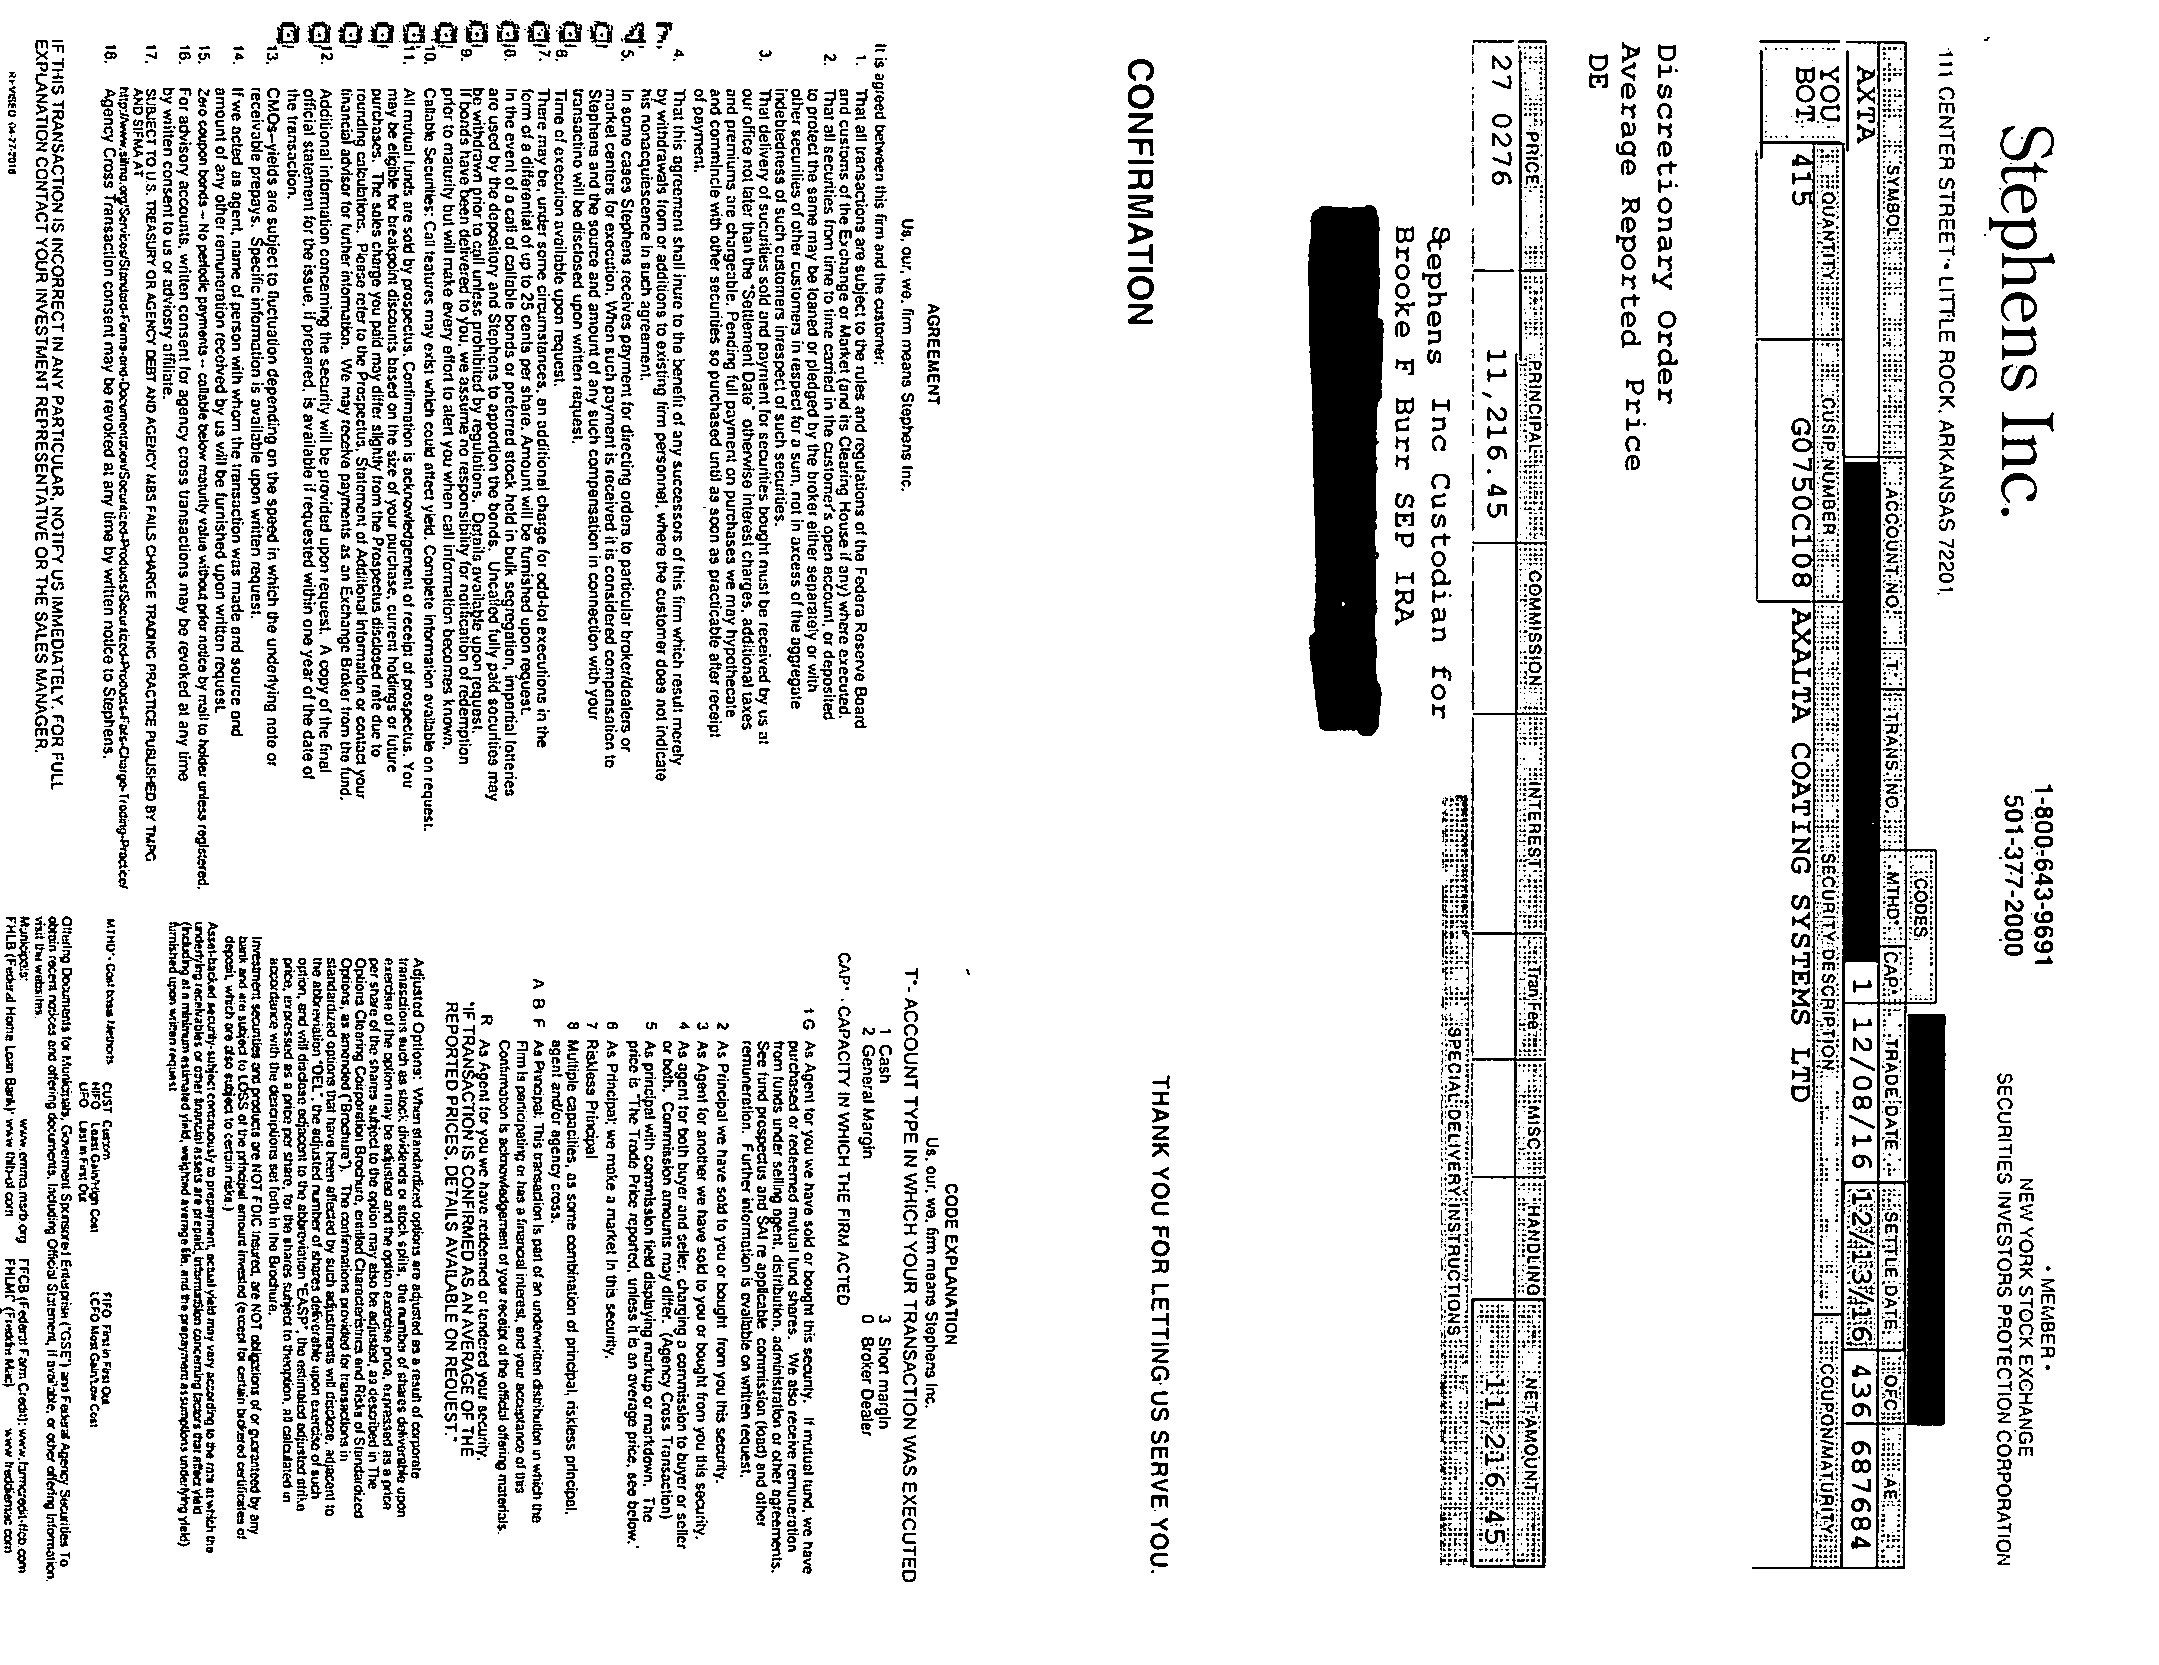 Stephens Inc.
111 CENTER STREET • LITTLE ROCK, ARKANSAS 72201
1-800-643-9691
501-377-2000
• MEMBER •
NEW YORK STOCK EXCHANGE
SECURITIES INVESTORS PROTECTION CORPORATION
CODES
SYMBOL ACCOUNT NO. T* TRANS NO. MTHD* CAP* TRADE DATE SETTLE DATE OFC AE
AXTA 1 12/08/16 12/13/16 436 687684
QUANTITY CUSIP NUMBER SECURITY DESCRIPTION COUPON/MATURITY
YOU BOT 415 G0750C108 AXALTA COATING SYSTEMS LTD
Discretionary Order
Average Reported Price
DE
PRICE PRINCIPAL COMMISSION INTEREST Tran Fee MISC HANDLING NET AMOUNT
27 0276 11,216.45 11,216.45
SPECIAL DELIVERY INSTRUCTIONS
Stephens Inc Custodian for
Brooke F Burr SEP IRA
CONFIRMATION
THANK YOU FOR LETTING US SERVE YOU.
AGREEMENT
Us, our, we, firm means Stephens Inc.
It is agreed between this firm and the customer:
1. That all transactions are subject to the rules and regulations of the Federa Reserve Board
and customs of the Exchange or Market (and its Clearing House if any) where executed.
2. That all securities from time to time carried in the customer's open account, or deposited
to protect the same may be loaned or pledged by the broker either separately or with
other securities of other customers in respect for a sum, not in axcess of the aggregate
indebtedness of such customers inrespect of such securities.
3. That delivery of securities sold and payment for securities bought must be received by us at
our office not later than the "Settlement Date" otherwise interest charges, additional taxes
and premiums are chargeable. Pending full payment on purchases we may hypothecate
and commincle with other securities so purchased until as soon as practicable after receipt
of payment.
4. That this agreement shall inure to the benefit of any successors of this firm which result merely
by withdrawals from or additions to existing firm personnel, where the customer does not indicate
his nonacquiescence in such agreement.
5. In some cases Stephens receives payment for directing orders to particular broker/dealers or
market centers for execution. When such payment is received it is considered compensation to
Stephens and the source and amount of any such compensation in connection with your
transactino will be disclosed upon written request.
6. Time of execution available upon request.
7. There may be, under some circumstances, an additional charge for odd-lot executions in the
form of a differential of up to 25 cents per share. Amount will be furnished upon request.
8. In the event of a call of callable bonds or preferred stock held in bulk segregation, impartial lotteries
are used by the depository and Stephens to apportion the bonds. Uncalled fully paid securities may
be withdrawn prior to call unless prohibited by regulations. Details available upon request.
9. If bonds have been delivered to you, we assume no responsibility for notification of redemption
prior to maturity but will make every effort to alert you when call information becomes known.
10. Callable Securities: Call features may exist which could affect yield. Complete information available on request.
11. All mutual funds are sold by prospectus. Confirmation is acknowledgement of receipt of prospectus. You
may be eligible for breakpoint discounts based on the size of your purchase, current holdings or future
purchases. The sales charge you paid may differ slightly from the Prospectus disclosed rate due to
rounding calculations. Please refer to the Prospectus, Statement of Additional Information or contact your
financial advisor for further information. We may receive payments as an Exchange Broker from the fund.
12. Additional information concerning the security will be provided upon request. A copy of the final
official statement for the issue, if prepared, is available if requested within one year of the date of
the transaction.
13. CMOs--yields are subject to fluctuation depending on the speed in which the underlying note or
receivable prepays. Specific information is available upon written request.
14. If we acted as agent, name of person with whom the transaction was made and source and
amount of any other remuneration received by us will be furnished upon written request.
15. Zero coupon bonds -- No periodic payments -- callable below maturity value without prior notice by mail to holder unless registered.
16. For advisory accounts, written consent for agency cross transactions may be revoked at any time
by written consent to us or adviosry affiliate.
17. SUBJECT TO U.S. TREASURY OR AGENCY DEBT AND AGENCY MBS FAILS CHARGE TRADING PRACTICE PUBLISHED BY TMPG
AND SIFMA AT
http://www.sifma.org/Services/Standard-Forms-and-Documentation/Securitized-Products/Securitized-Products-Fails-Charge-Trading-Practice/
18. Agency Cross Transaction consent may be revoked at any time by written notice to Stephens.
IF THIS TRANSACTION IS INCORRECT IN ANY PARTICULAR, NOTIFY US IMMEDIATELY. FOR FULL
EXPLANATION CONTACT YOUR INVESTMENT REPRESENTATIVE OR THE SALES MANAGER.
REVISED 04-27-2016
CODE EXPLANATION
Us, our, we, firm means Stephens Inc.
T* - ACCOUNT TYPE IN WHICH YOUR TRANSACTION WAS EXECUTED
1 Cash 3 Short margin
2 General Margin 0 Broker Dealer
CAP* - CAPACITY IN WHICH THE FIRM ACTED
1 G As Agent for you we have sold or bought this security. If mutual fund, we have
purchased or redeemed mutual fund shares. We also receive remuneration
from funds under selling agent, distribution, administration or other agreements.
See fund prospectus and SAI re applicable commission (load) and other
remuneration. Further information is available on written request.
2 As Principal we have sold to you or bought from you this security.
3 As Agent for another we have sold to you or bought from you this security.
4 As agent for both buyer and seller, charging a commission to buyer or seller
or both. Commission amounts may differ. (Agency Cross Transaction)
5 As principal with commission field displaying markup or markdown. The
price is "The Trade Price reported, unless it is an average price, see below."
6 As Principal; we make a market in this security.
7 Riskless Principal
8 Multiple capacities, as some combination of principal, riskless principal,
agent and/or agency cross.
A B F As Principal. This transaction is part of an underwritten distribution in which the
Firm is participating or has a financial interest, and your acceptance of this
Confirmation is acknowledgement of your receipt of the official offering materials.
R As Agent for you we have redeemed or tendered your security.
"IF TRANSACTION IS CONFIRMED AS AN AVERAGE OF THE
REPORTED PRICES, DETAILS AVAILABLE ON REQUEST."
Adjusted Options: When standardized options are adjusted as a result of corporate
transactions such as stock dividends or stock splits, the number of shares deliverable upon
exercise of the option may be adjusted and the option exercise price, expressed as a price
per share of the shares subject to the option may also be adjusted, as described in The
Options Clearing Corporation Brochure, entitled Characteristics and Risks of Standardized
Options, as amended ("Brochure"). The confirmations provided for transactions in
standardized options that have been affected by such adjustments will disclose, adjacent to
the abbreviation "DEL", the adjusted number of shares deliverable upon exercise of such
option, and will disclose adjacent to the abbreviation "EASP", the estimated adjusted strike
price, expressed as a price per share, for the shares subject to theoption, all calculated in
accordance with the descriptions set forth in the Brochure.
Investment securities and products are NOT FDIC insured, are NOT obligations of or guaranteed by any
bank and are subject to LOSS of the principal amount invested (except for certain brokered certificates of
deposit, which are also subject to certain risks.)
Asset-backed security-subject continuously to prepayment, actual yield may vary according to the rate at which the
underlying receivables or other financial assets are prepaid, information concerning factors that affect yield
(including at a minimum estimated yield, weighted average life, and the prepayment assumptions underlying yield)
furnished upon written request
MTHD* - Cost basis Methods CUST Custom FIFO First in First Out
HIFO Least Gain/High Cost LCFO Most Gain/Low Cost
LIFO Last in First Out
Offering Documents for Municipals, Goverment Sponsored Enterprise ("GSE") and Federal Agency Securities To
obtain recent notices and offering documents, including Official Statement, if available, or other offering information,
visit the websites.
Municipals: www.emma.msrb.org FFCB (Federal Farm Credit): www.farmcredit-ffcb.com
FHLB (Federal Home Loan Bank): www.fhlb-of.com FHLMC (Freddie Mac) www.freddiemac.com